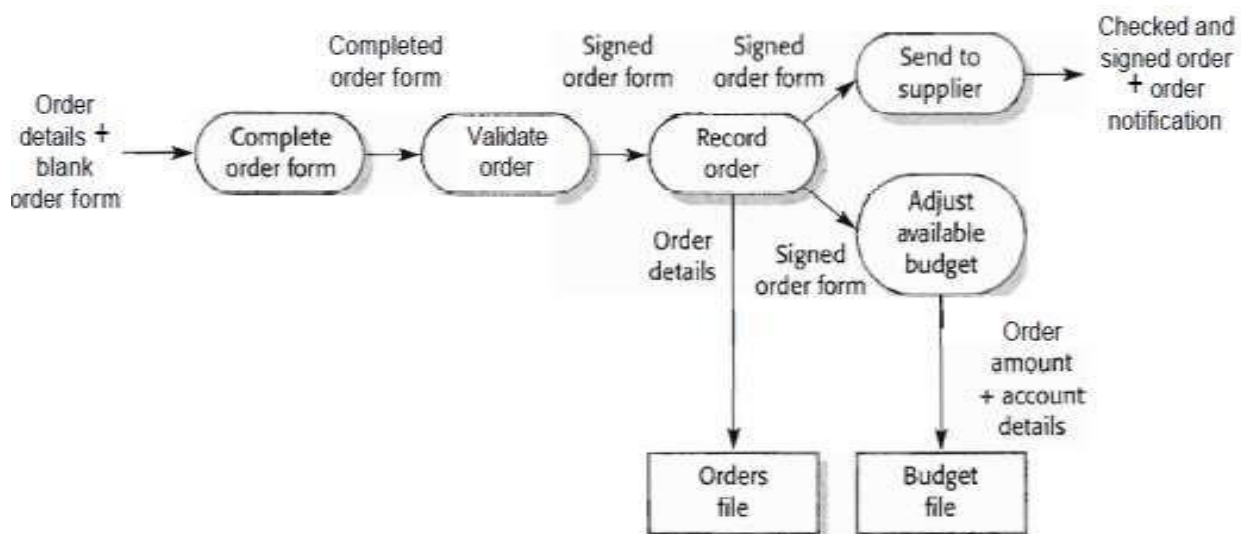 Completed
order form
Signed
order form
Signed
order form
Send to
supplier
Checked and
signed order
+ order
notification
Order
details +
blank
order form
Complete
order form
Validate
order
Record
order
Adjust
available
budget
Order
details
Signed
order form
Order
amount
+ account
details
Orders
file
Budget
file